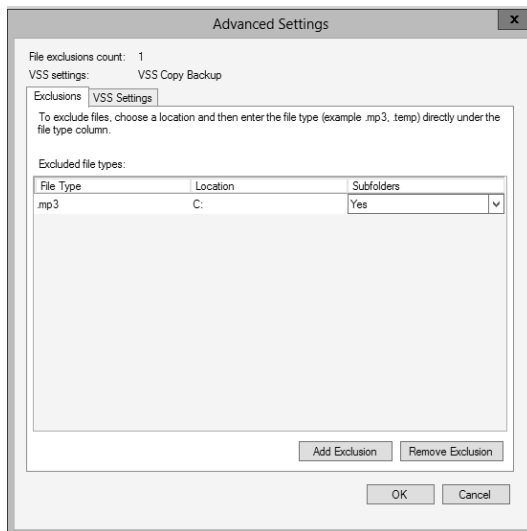 Advanced Settings
x
File exclusions count: 1
VSS settings: VSS Copy Backup
Exclusions VSS Settings
To exclude files, choose a location and then enter the file type (example .mp3, .temp) directly under the
file type column.
Excluded file types:
File Type Location Subfolders
.mp3 C: Yes
Add Exclusion Remove Exclusion
OK Cancel